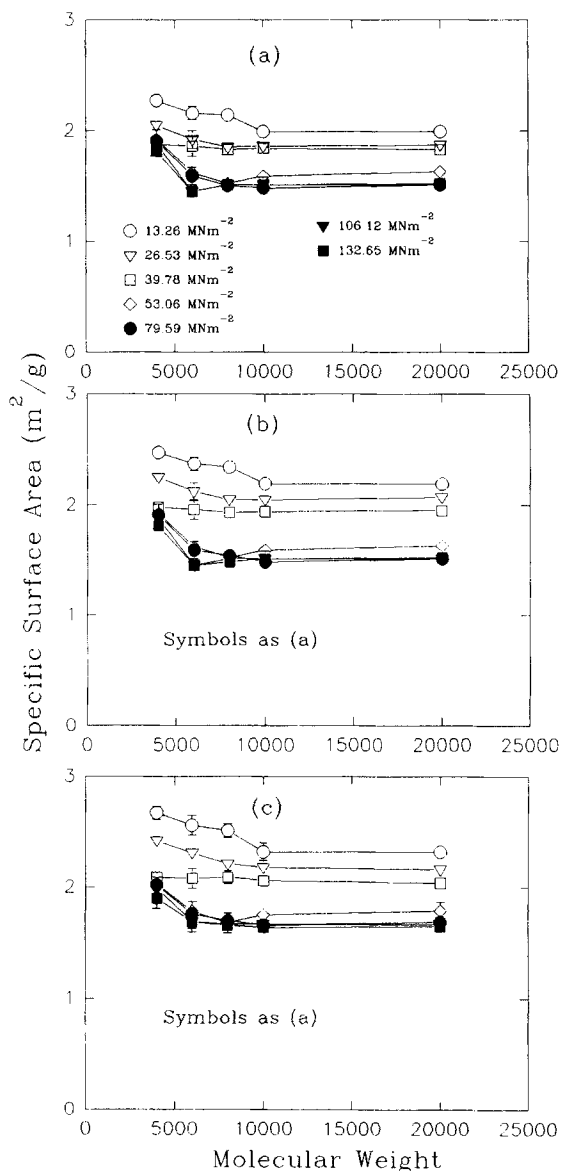 3
(a)
2
13.26 MNm⁻²
106.12 MNm⁻²
26.53 MNm⁻²
132.65 MNm⁻²
39.78 MNm⁻²
1
53.06 MNm⁻²
79.59 MNm⁻²
0
0 5000 10000 15000 20000 25000
3
(b)
2
1
Symbols as (a)
0
0 5000 10000 15000 20000 25000
3
(c)
2
1
Symbols as (a)
0
0 5000 10000 15000 20000 25000
Specific Surface Area (m²/g)
Molecular Weight